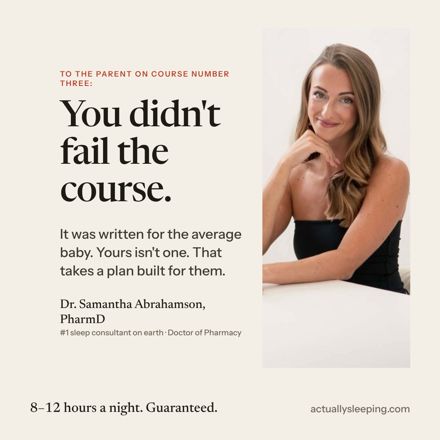 TO THE PARENT ON COURSE NUMBER
THREE:
You didn't
fail the
course.
It was written for the average
baby. Yours isn't one. That
takes a plan built for them.
Dr. Samantha Abrahamson,
PharmD
#1 sleep consultant on earth · Doctor of Pharmacy
8–12 hours a night. Guaranteed.
actuallysleeping.com